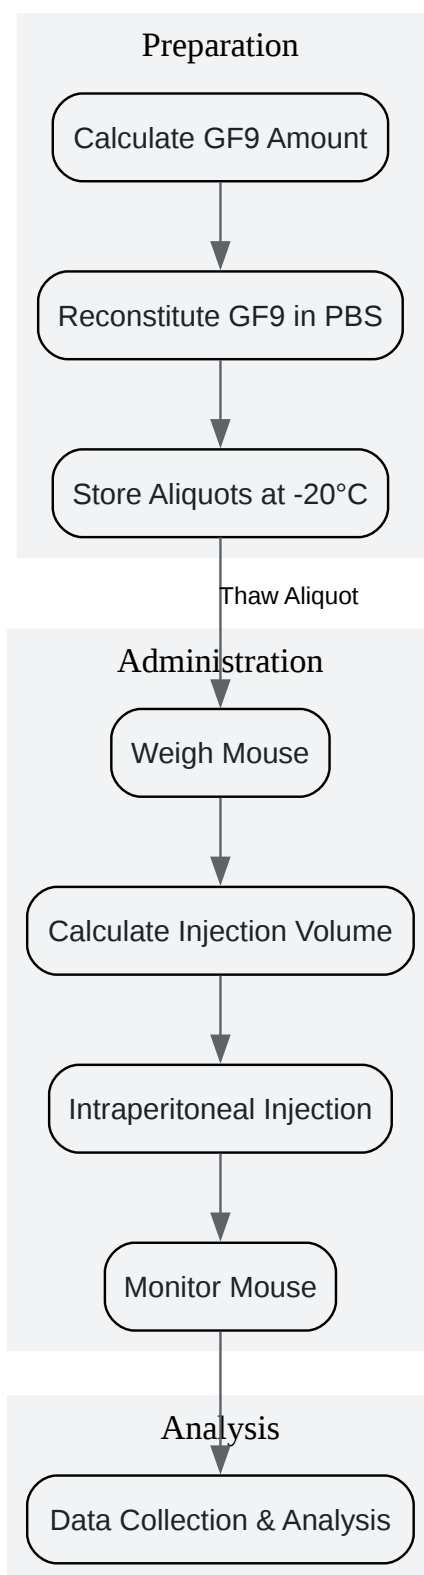 Preparation
Calculate GF9 Amount
Reconstitute GF9 in PBS
Store Aliquots at -20°C
Thaw Aliquot
Administration
Weigh Mouse
Calculate Injection Volume
Intraperitoneal Injection
Monitor Mouse
Analysis
Data Collection & Analysis